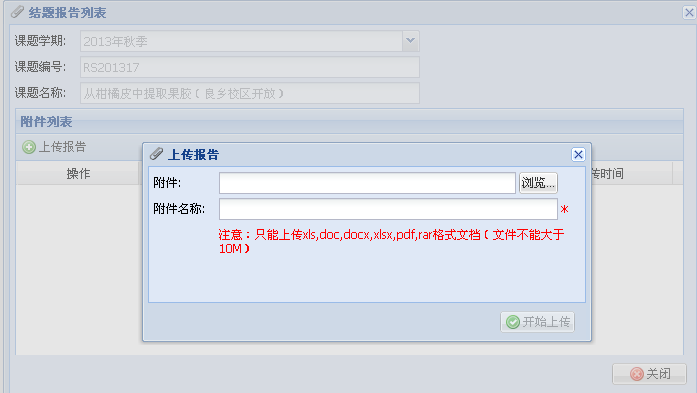 结题报告列表
课题学期: 2013年秋季
课题编号: RS201317
课题名称: 从柑橘皮中提取果胶（良乡校区开放）
附件列表
上传报告
操作
传时间
上传报告
附件: 浏览...
附件名称: *
注意：只能上传xls,doc,docx,xlsx,pdf,rar格式文档（文件不能大于
10M）
开始上传
关闭